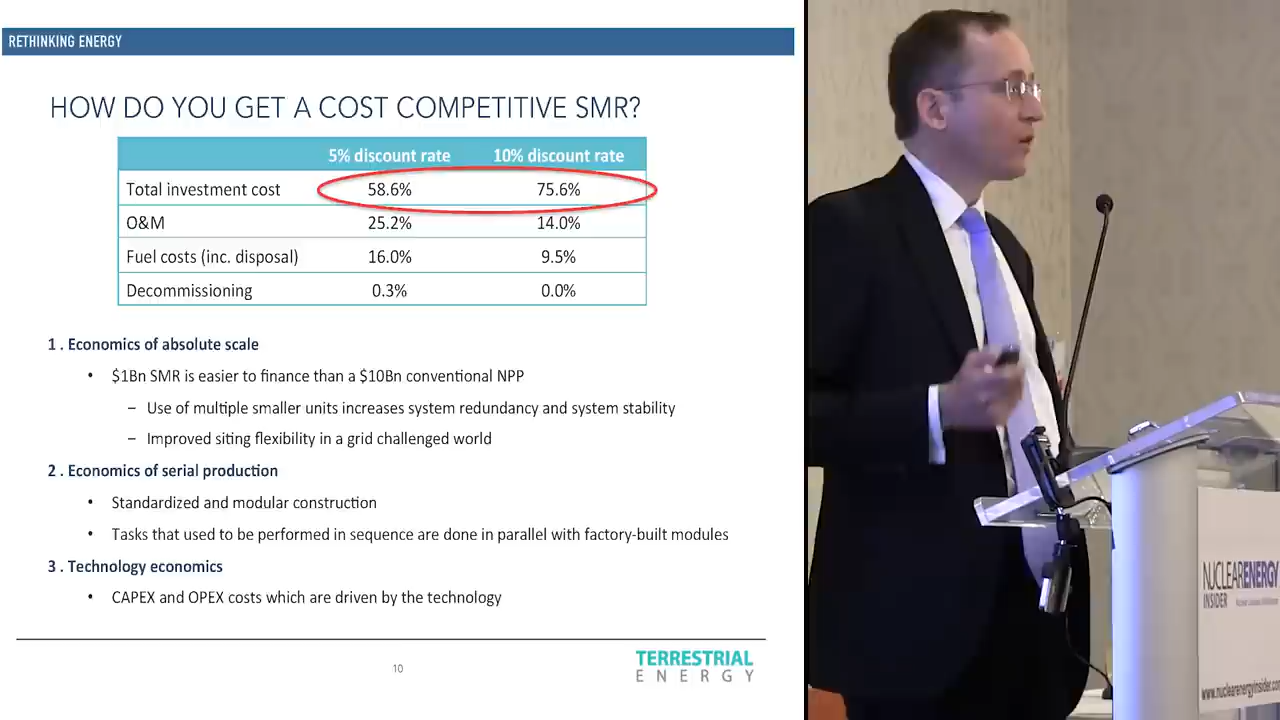 RETHINKING ENERGY
HOW DO YOU GET A COST COMPETITIVE SMR?
5% discount rate 10% discount rate
Total investment cost 58.6% 75.6%
O&M 25.2% 14.0%
Fuel costs (inc. disposal) 16.0% 9.5%
Decommissioning 0.3% 0.0%
1 . Economics of absolute scale
• $1Bn SMR is easier to finance than a $10Bn conventional NPP
– Use of multiple smaller units increases system redundancy and system stability
– Improved siting flexibility in a grid challenged world
2 . Economics of serial production
• Standardized and modular construction
• Tasks that used to be performed in sequence are done in parallel with factory-built modules
3 . Technology economics
• CAPEX and OPEX costs which are driven by the technology
10
TERRESTRIAL
ENERGY
NUCLEARENERGY
INSIDER
www.nuclearenergyinsider.co